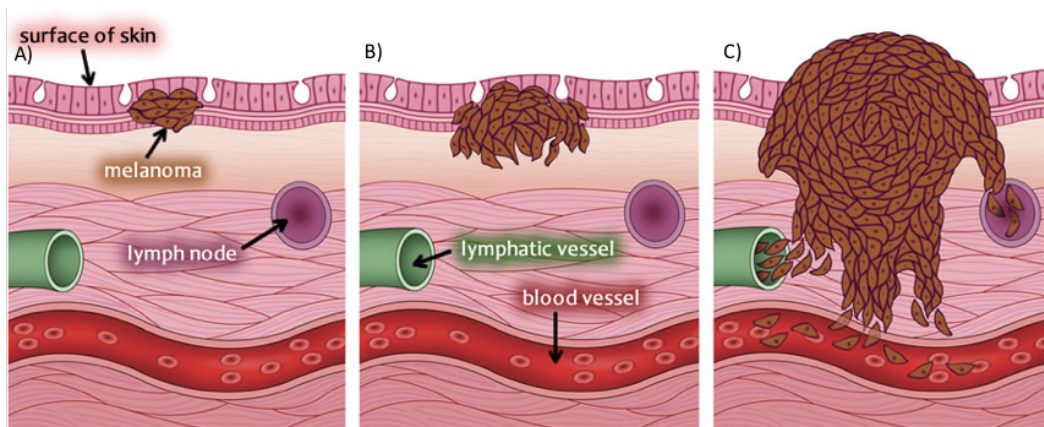 surface of skin
A)
melanoma
lymph node
B)
lymphatic vessel
blood vessel
C)